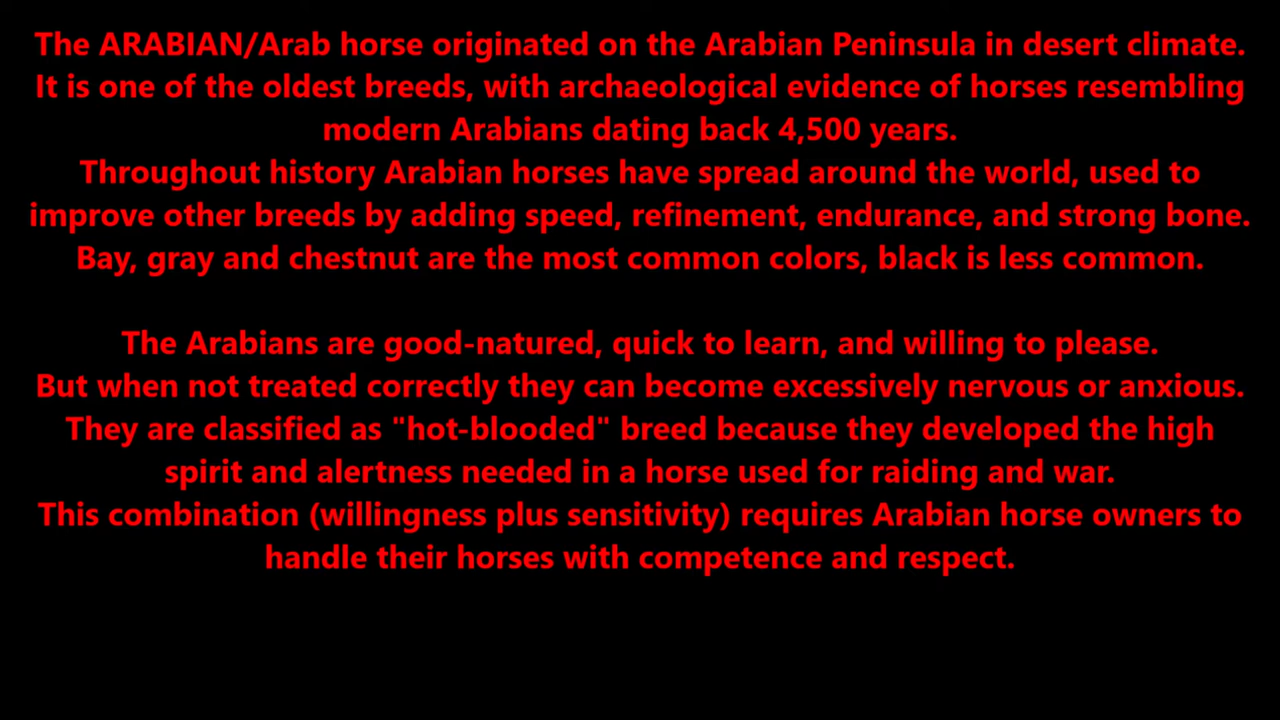 The ARABIAN/Arab horse originated on the Arabian Peninsula in desert climate.
It is one of the oldest breeds, with archaeological evidence of horses resembling
modern Arabians dating back 4,500 years.
Throughout history Arabian horses have spread around the world, used to
improve other breeds by adding speed, refinement, endurance, and strong bone.
Bay, gray and chestnut are the most common colors, black is less common.
The Arabians are good-natured, quick to learn, and willing to please.
But when not treated correctly they can become excessively nervous or anxious.
They are classified as "hot-blooded" breed because they developed the high
spirit and alertness needed in a horse used for raiding and war.
This combination (willingness plus sensitivity) requires Arabian horse owners to
handle their horses with competence and respect.